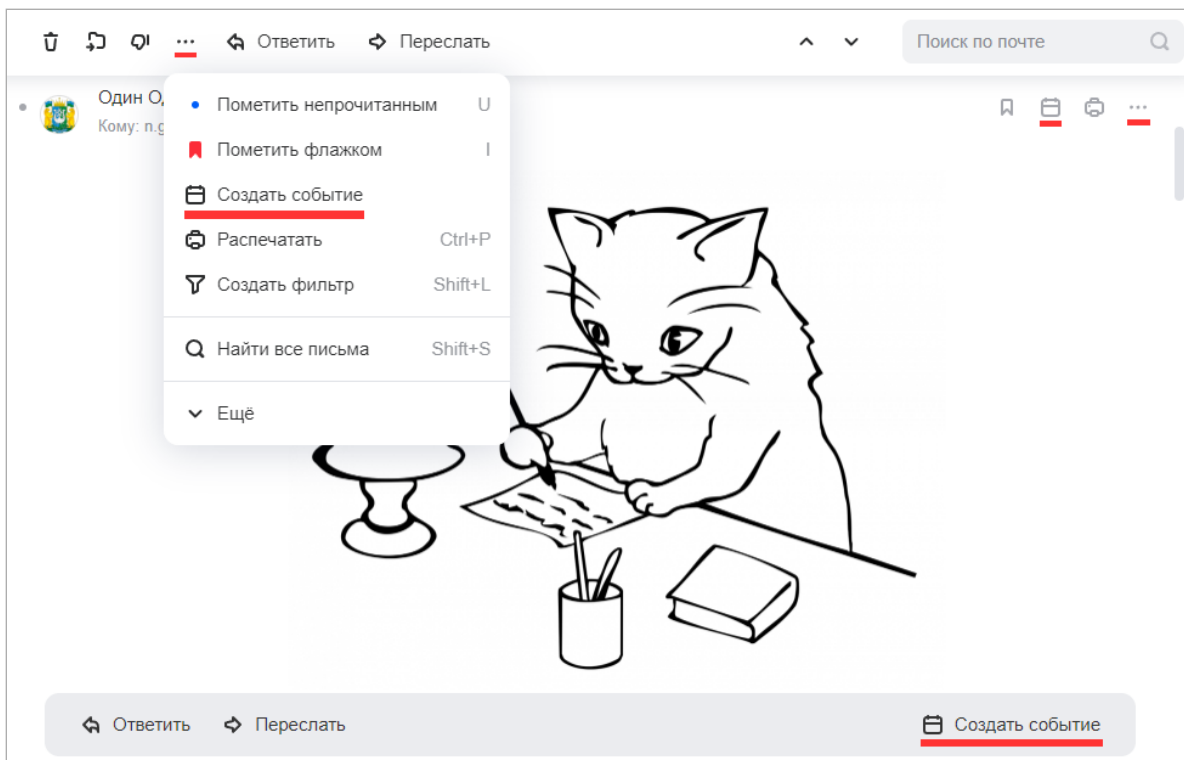 Ответить Переслать Поиск по почте
Один
Кому:
Пометить непрочитанным U
Пометить флажком I
Создать событие
Распечатать Ctrl+P
Создать фильтр Shift+L
Найти все письма Shift+S
Ещё
Ответить Переслать Создать событие